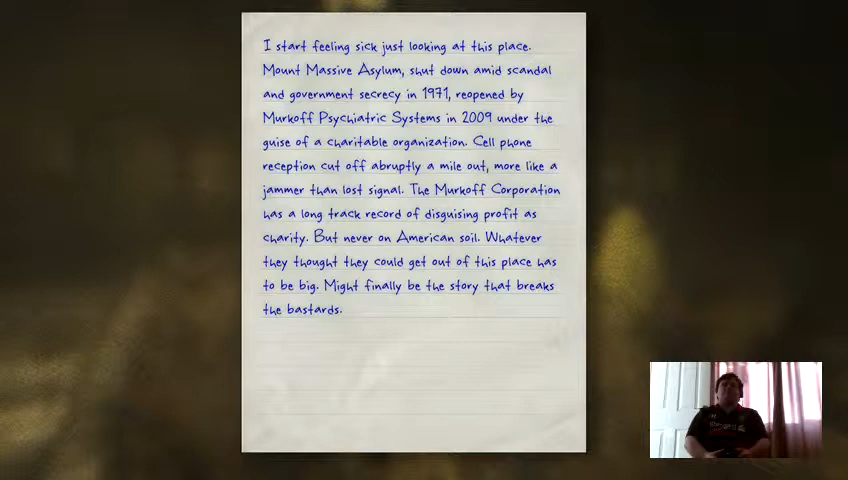 I start feeling sick just looking at this place.
Mount Massive Asylum, shut down amid scandal
and government secrecy in 1971, reopened by
Murkoff Psychiatric Systems in 2009 under the
guise of a charitable organization. Cell phone
reception cut off abruptly a mile out, more like a
jammer than lost signal. The Murkoff Corporation
has a long track record of disguising profit as
charity. But never on American soil. Whatever
they thought they could get out of this place has
to be big. Might finally be the story that breaks
the bastards.